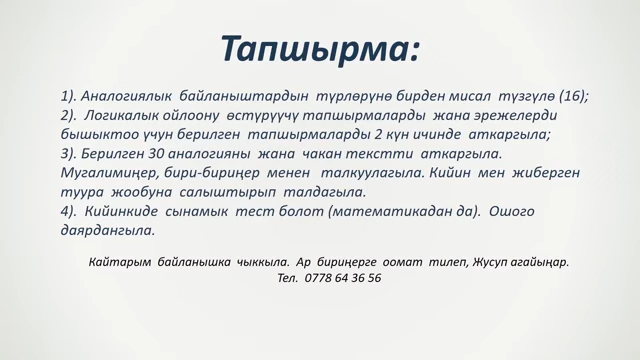 Тапшырма:
1). Аналогиялык байланыштардын түрлөрүнө бирден мисал түзгүлө (16);
2). Логикалык ойлоону өстүрүүчү тапшырмаларды жана эрежелерди
бышыктоо үчүн берилген тапшырмаларды 2 күн ичинде аткаргыла;
3). Берилген 30 аналогияны жана чакан текстти аткаргыла.
Мугалимиңер, бири-бириңер менен талкуулагыла. Кийин мен жиберген
туура жообуна салыштырып талдагыла.
4). Кийинкиде сынамык тест болот (математикадан да). Ошого
даярдангыла.
Кайтарым байланышка чыккыла. Ар бириңерге оомат тилеп, Жусуп агайыңар.
Тел. 0778 64 36 56